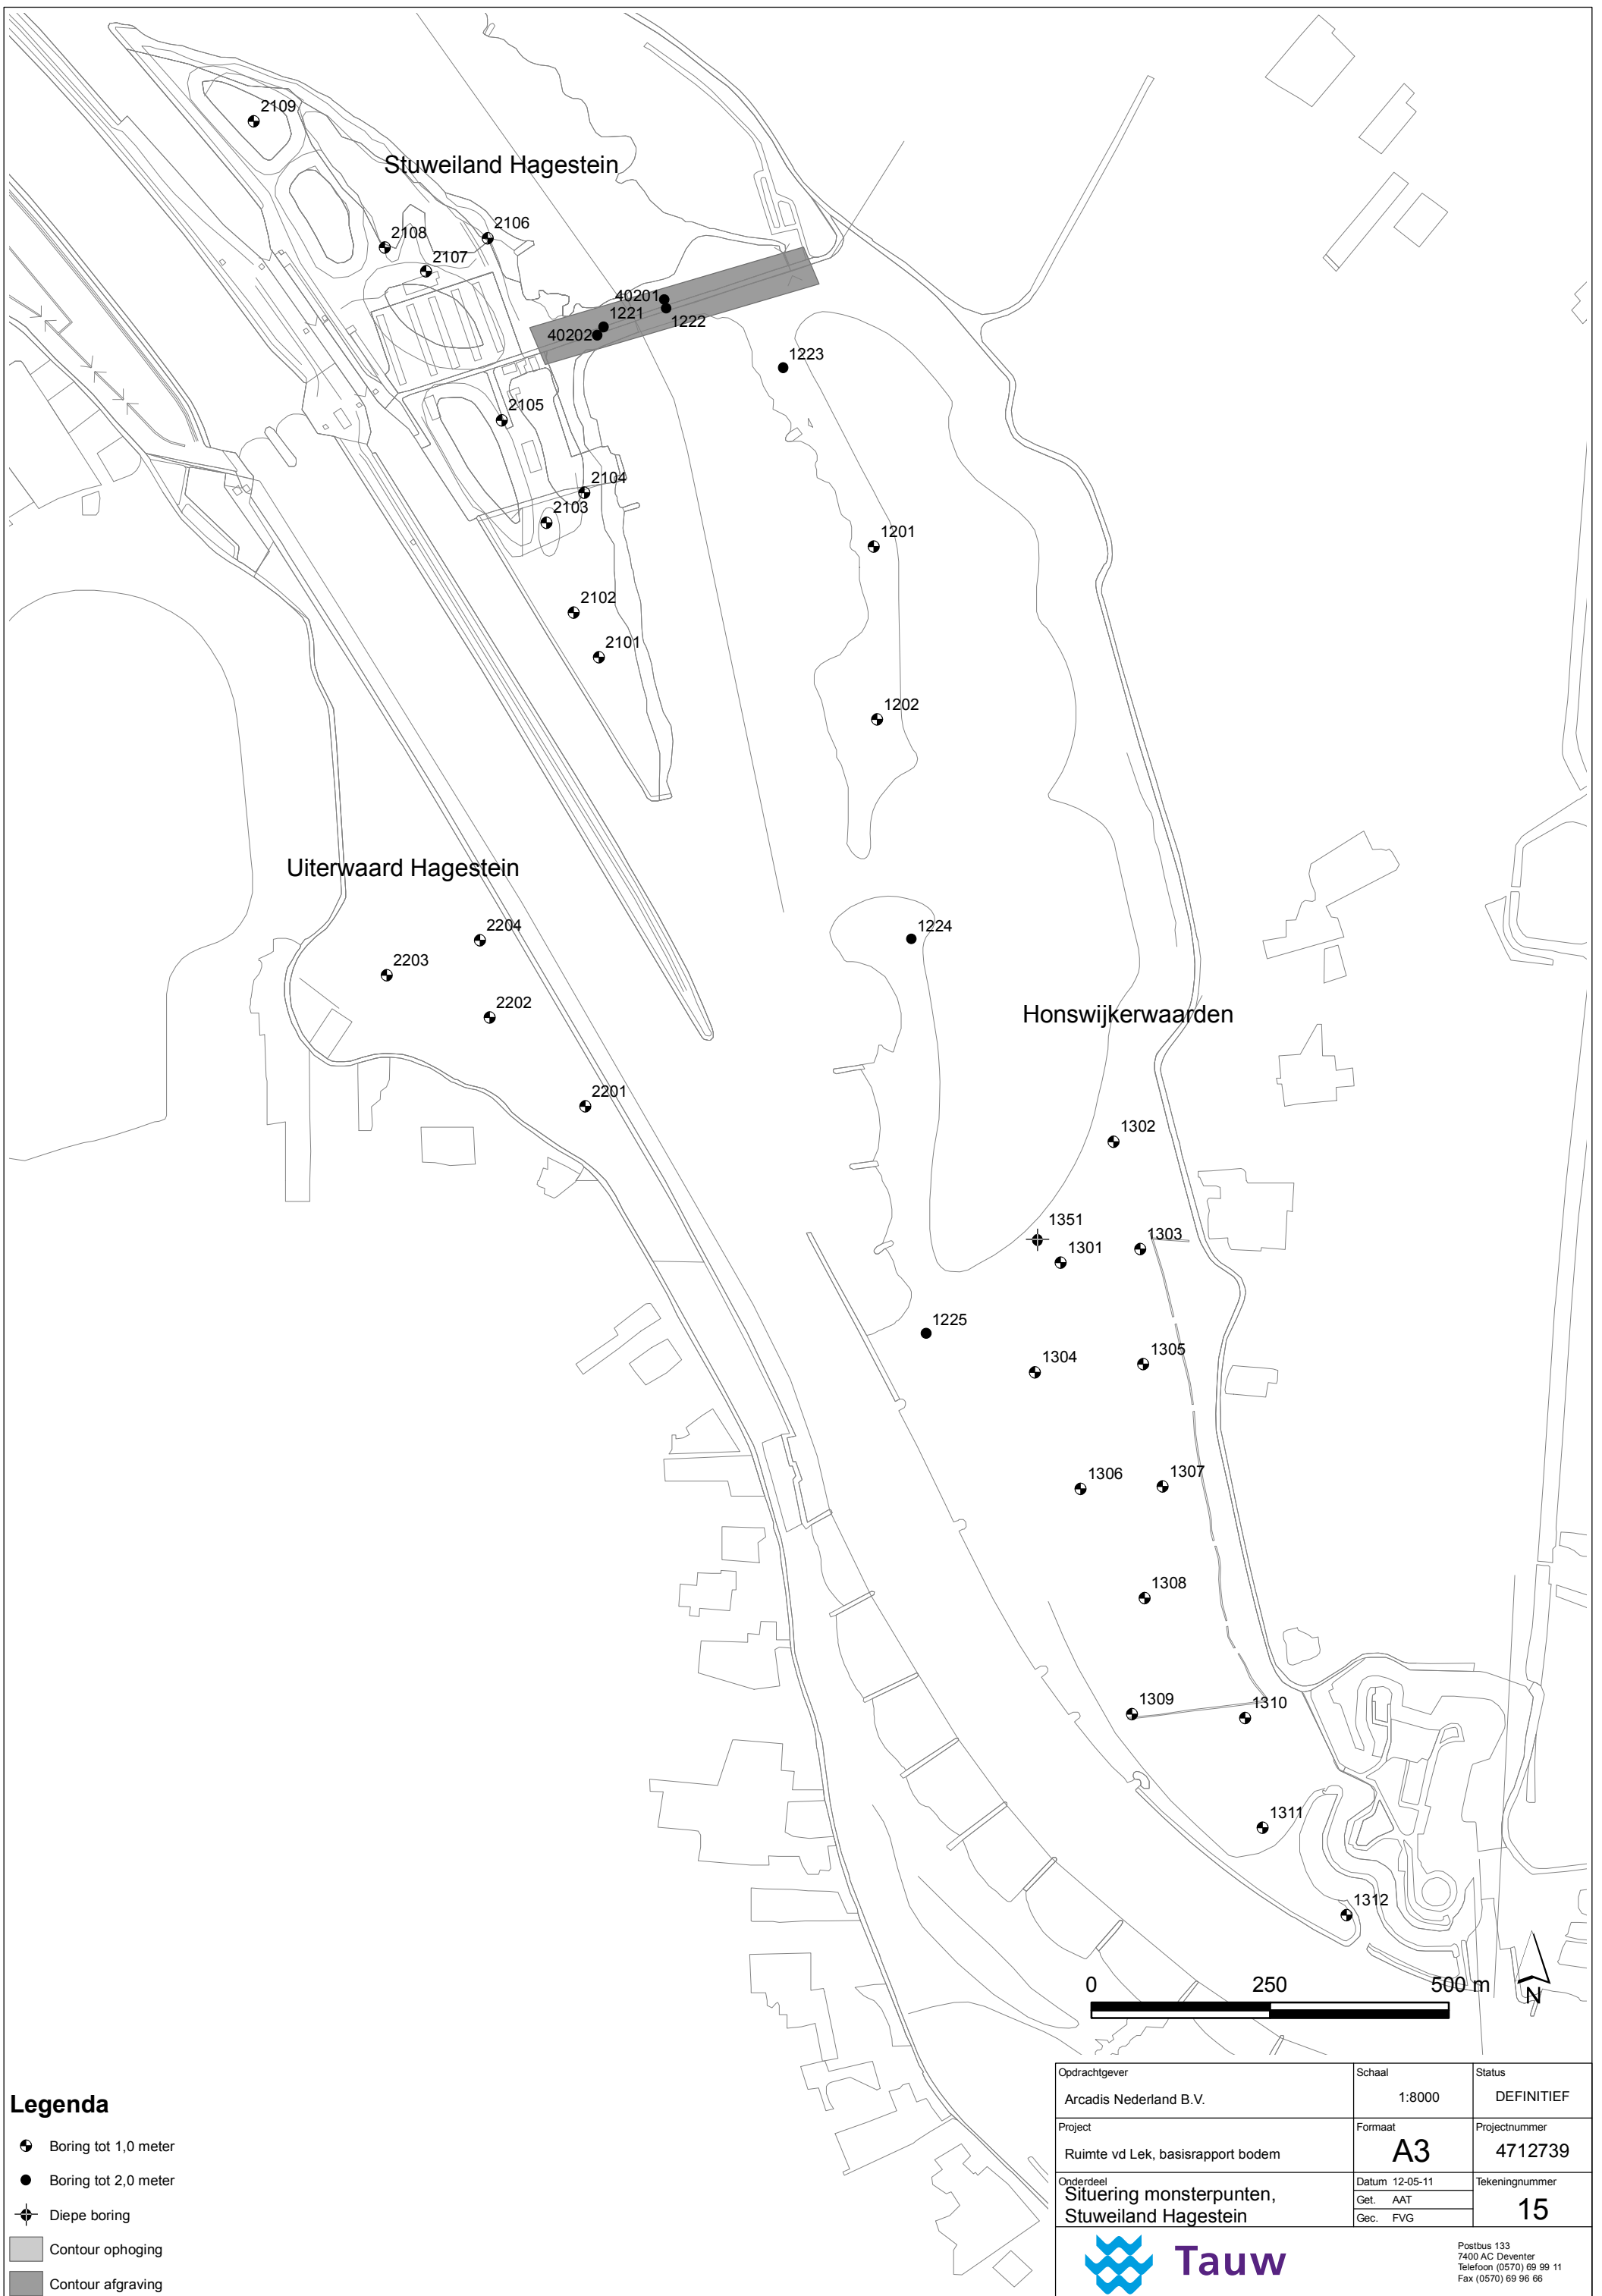 2109
Stuweiland Hagestein
2106
2108
2107
40201
1221
1222
40202
1223
2105
2104
2103
1201
2102
2101
1202
Uiterwaard Hagestein
2204
1224
2203
2202
Honswijkerwaarden
2201
1302
1351
1303
1301
1225
1305
1304
1306
1307
1308
1309
1310
1311
1312
0 250 500 m
N
Legenda
Boring tot 1,0 meter
Boring tot 2,0 meter
Diepe boring
Contour ophoging
Contour afgraving
Opdrachtgever
Arcadis Nederland B.V.
Schaal
1:8000
Status
DEFINITIEF
Project
Ruimte vd Lek, basisrapport bodem
Formaat
A3
Projectnummer
4712739
Onderdeel
Situering monsterpunten,
Stuweiland Hagestein
Datum 12-05-11
Get. AAT
Gec. FVG
Tekeningnummer
15
Tauw
Postbus 133
7400 AC Deventer
Telefoon (0570) 69 99 11
Fax (0570) 69 96 66